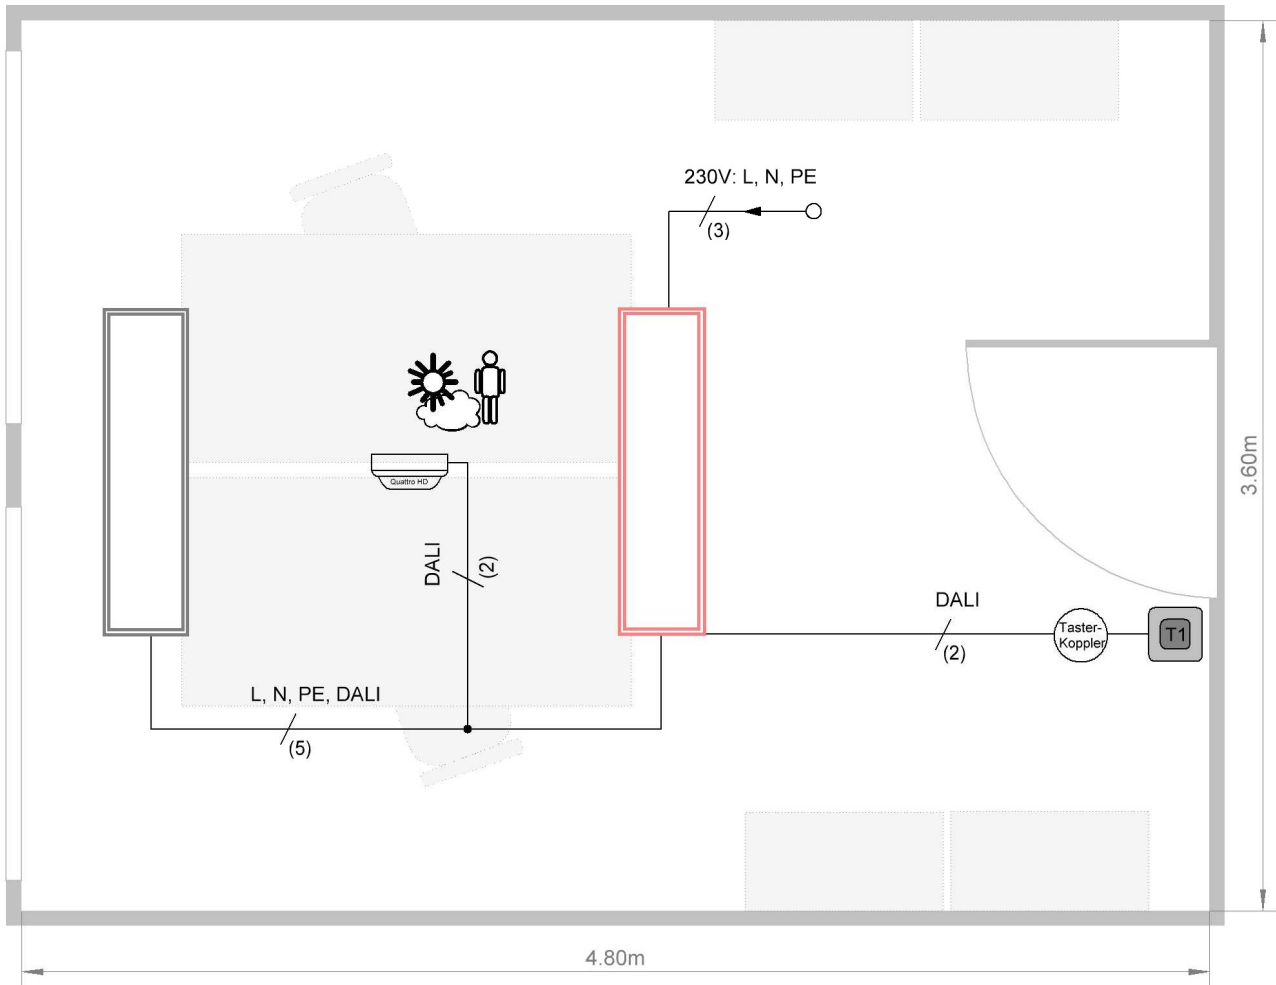 230V: L, N, PE
(3)
3.60m
Quattro HD
DALI
(2)
DALI
(2)
Taster-
Koppler
T1
L, N, PE, DALI
(5)
4.80m